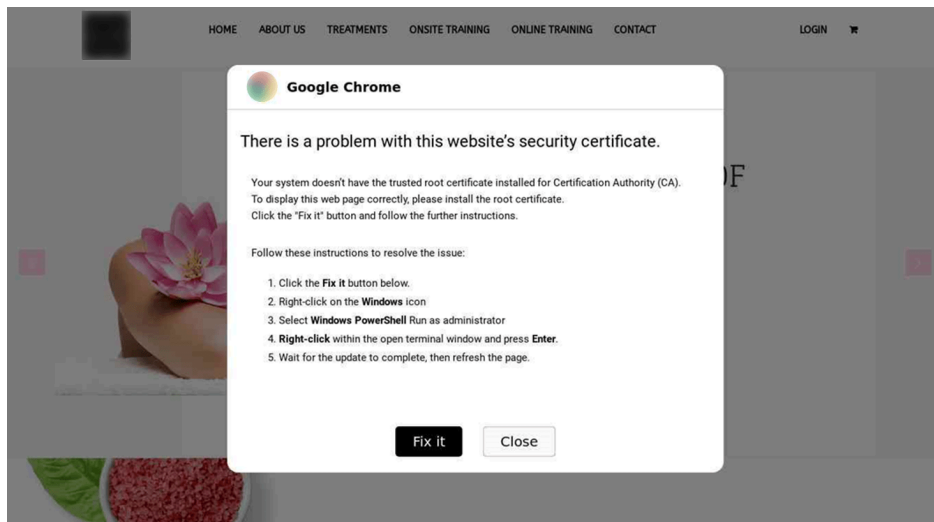 HOME ABOUT US TREATMENTS ONSITE TRAINING ONLINE TRAINING CONTACT LOGIN
Google Chrome
There is a problem with this website’s security certificate.
OF
Your system doesn’t have the trusted root certificate installed for Certification Authority (CA).
To display this web page correctly, please install the root certificate.
Click the "Fix it" button and follow the further instructions.
Follow these instructions to resolve the issue:
1. Click the Fix it button below.
2. Right-click on the Windows icon
3. Select Windows PowerShell Run as administrator
4. Right-click within the open terminal window and press Enter.
5. Wait for the update to complete, then refresh the page.
Fix it Close